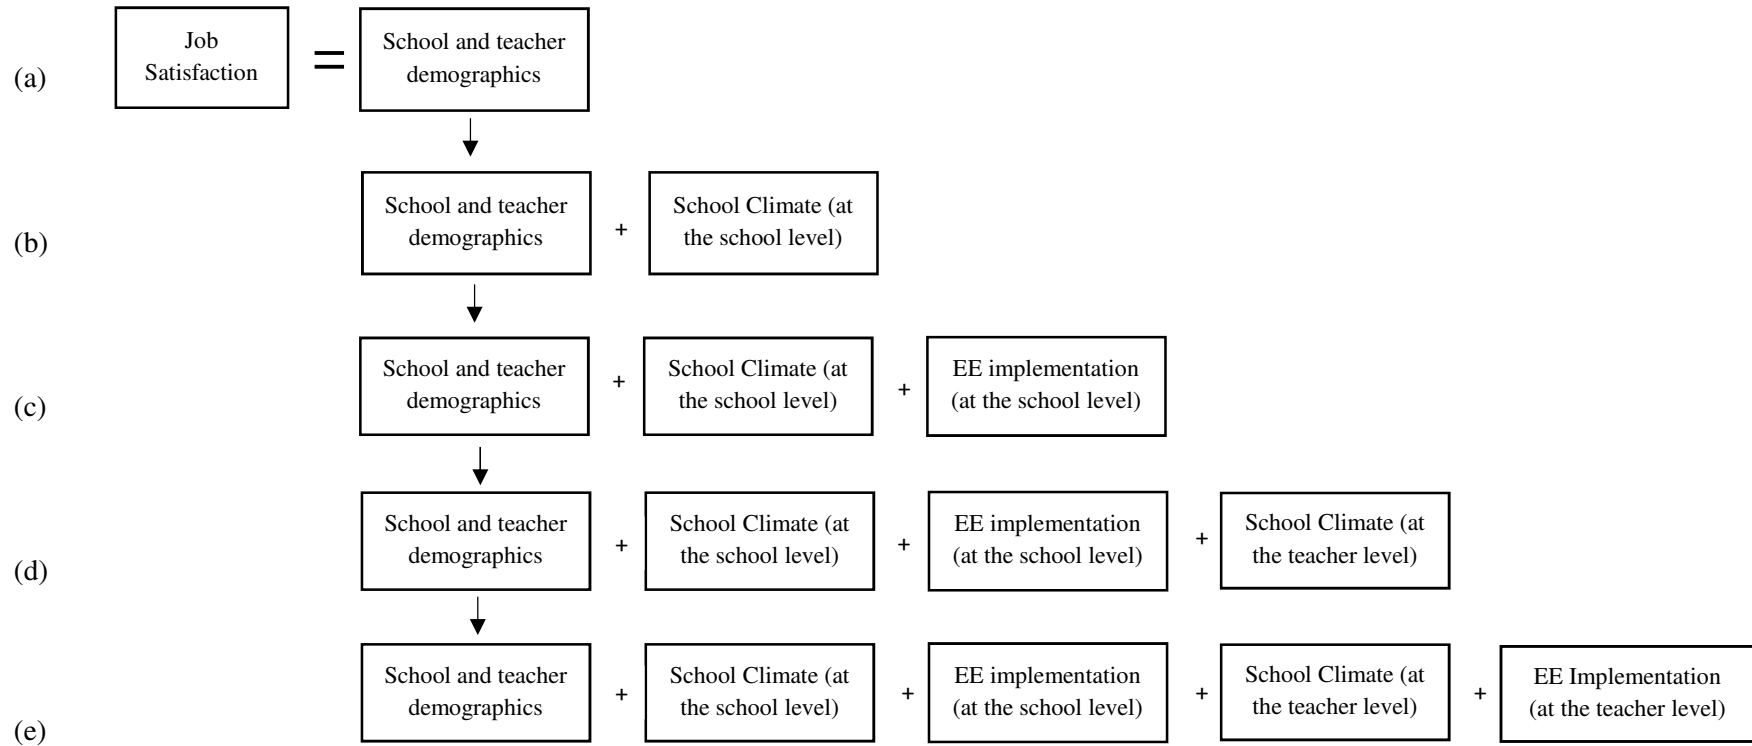 (a)
Job
Satisfaction
=
School and teacher
demographics
(b)
School and teacher
demographics
+
School Climate (at
the school level)
(c)
School and teacher
demographics
+
School Climate (at
the school level)
+
EE implementation
(at the school level)
(d)
School and teacher
demographics
+
School Climate (at
the school level)
+
EE implementation
(at the school level)
+
School Climate (at
the teacher level)
(e)
School and teacher
demographics
+
School Climate (at
the school level)
+
EE implementation
(at the school level)
+
School Climate (at
the teacher level)
+
EE Implementation
(at the teacher level)